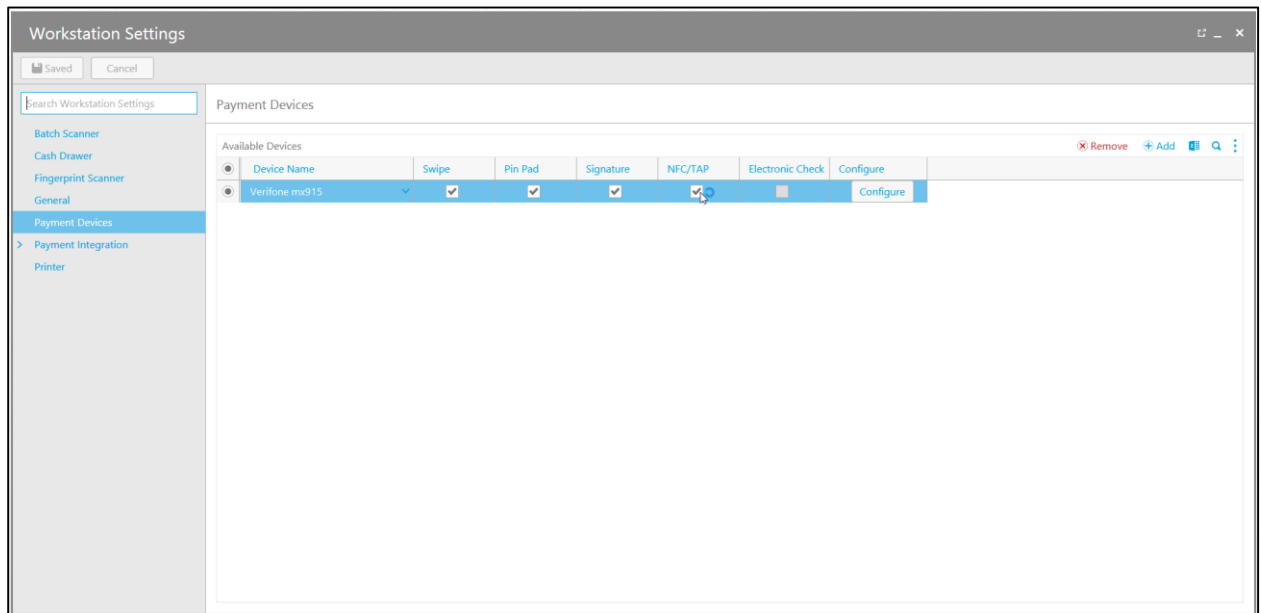 Workstation Settings
Saved Cancel
Search Workstation Settings
Batch Scanner
Cash Drawer
Fingerprint Scanner
General
Payment Devices
Payment Integration
Printer
Payment Devices
Available Devices Remove Add
Device Name Swipe Pin Pad Signature NFC/TAP Electronic Check Configure
Verifone mx915 Configure